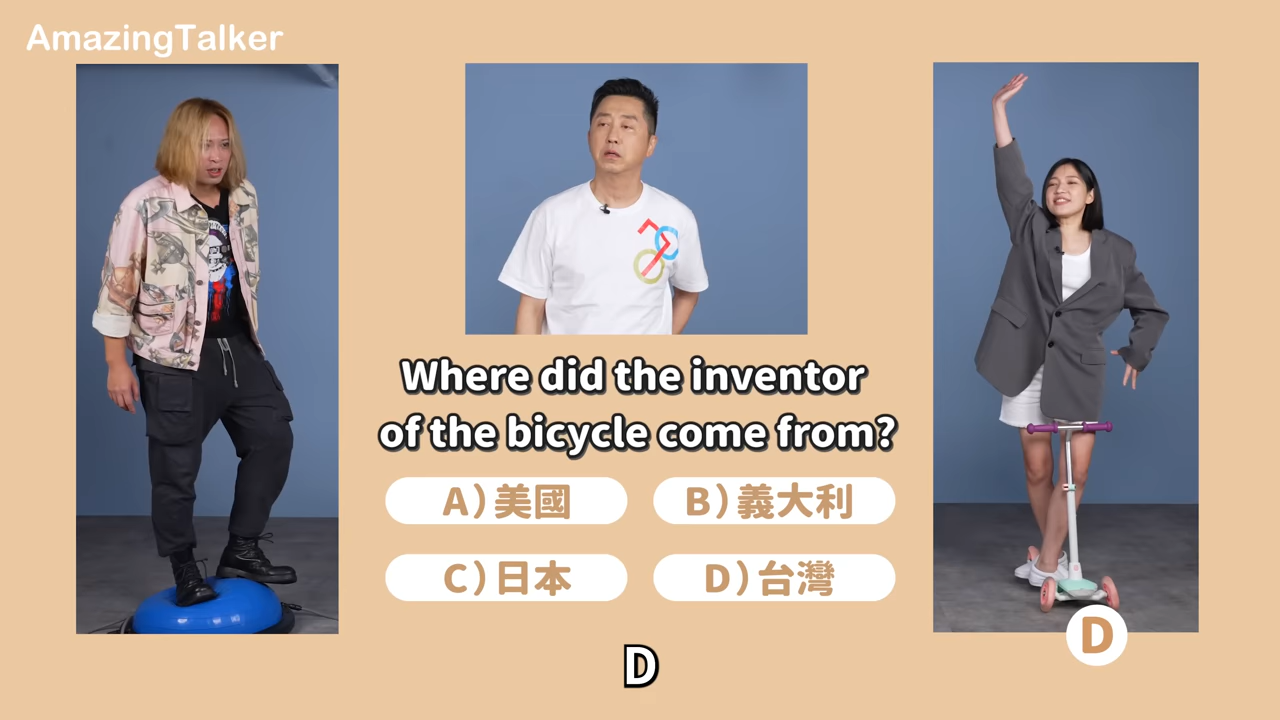 AmazingTalker
Where did the inventor
of the bicycle come from?
A)美國
B)義大利
C)日本
D)台灣
D
D